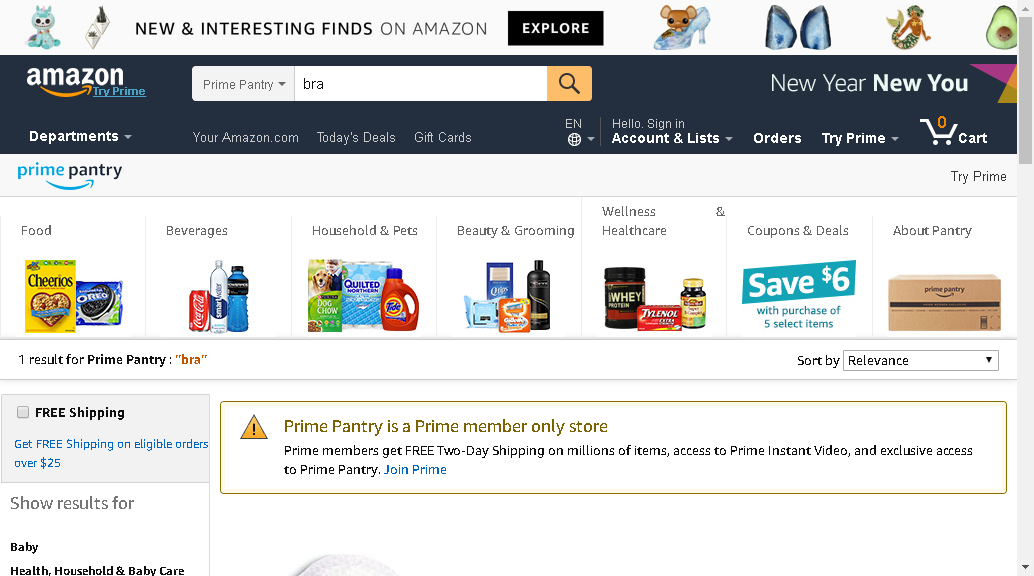 NEW & INTERESTING FINDS ON AMAZON EXPLORE
amazon
Try Prime
Prime Pantry bra
New Year New You
Departments
Your Amazon.com Today's Deals Gift Cards
EN
Hello. Sign in
Account & Lists
Orders
Try Prime
0
Cart
prime pantry
Try Prime
Food
Beverages
Household & Pets
Beauty & Grooming
Wellness &
Healthcare
Coupons & Deals
About Pantry
Cheerios
OREO
Coca-Cola
smartwater
DOG
CHOW
QUILTED
NORTHERN
Tide
Q-tips
WHEY
PROTEIN
TYLENOL
Save $6
with purchase of
5 select items
prime pantry
1 result for Prime Pantry : "bra"
Sort by Relevance
FREE Shipping
Get FREE Shipping on eligible orders
over $25
Show results for
Baby
Health, Household & Baby Care
Prime Pantry is a Prime member only store
Prime members get FREE Two-Day Shipping on millions of items, access to Prime Instant Video, and exclusive access
to Prime Pantry. Join Prime